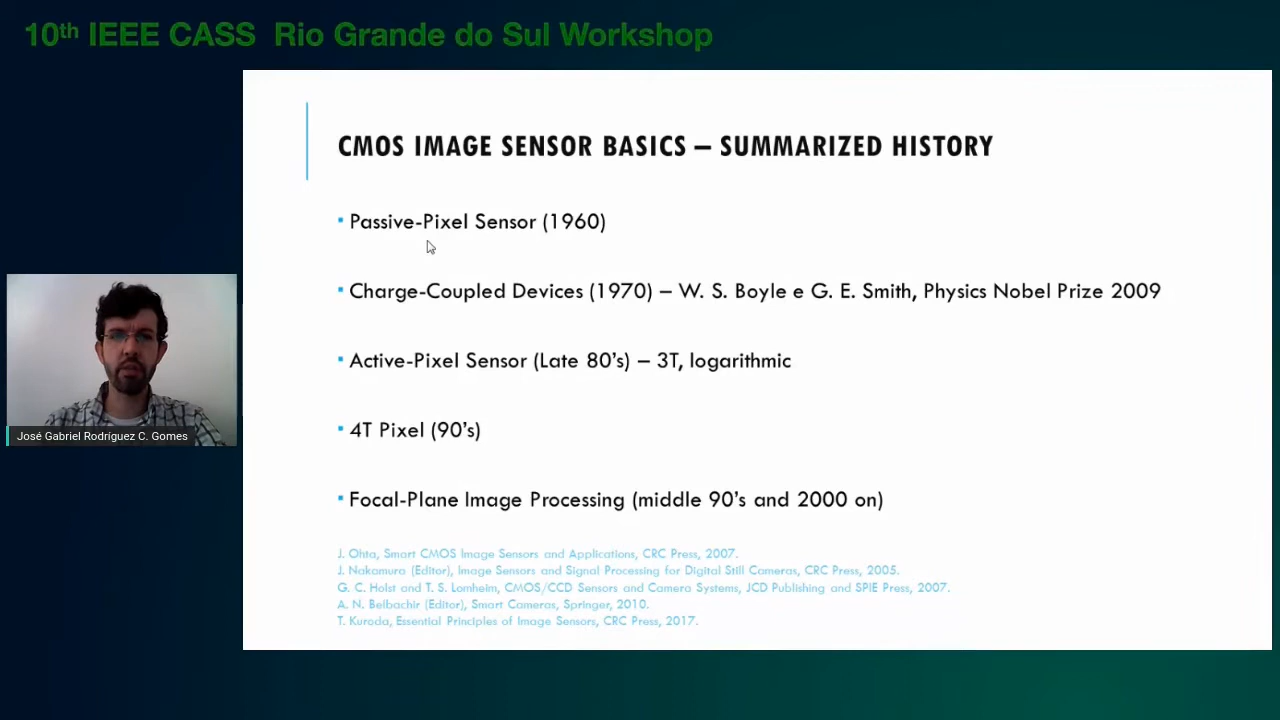 10th IEEE CASS Rio Grande do Sul Workshop
CMOS IMAGE SENSOR BASICS – SUMMARIZED HISTORY
▪ Passive-Pixel Sensor (1960)
▪ Charge-Coupled Devices (1970) – W. S. Boyle e G. E. Smith, Physics Nobel Prize 2009
▪ Active-Pixel Sensor (Late 80’s) – 3T, logarithmic
▪ 4T Pixel (90’s)
▪ Focal-Plane Image Processing (middle 90’s and 2000 on)
J. Ohta, Smart CMOS Image Sensors and Applications, CRC Press, 2007.
J. Nakamura (Editor), Image Sensors and Signal Processing for Digital Still Cameras, CRC Press, 2005.
G. C. Holst and T. S. Lomheim, CMOS/CCD Sensors and Camera Systems, JCD Publishing and SPIE Press, 2007.
A. N. Belbachir (Editor), Smart Cameras, Springer, 2010.
T. Kuroda, Essential Principles of Image Sensors, CRC Press, 2017.
José Gabriel Rodríguez C. Gomes